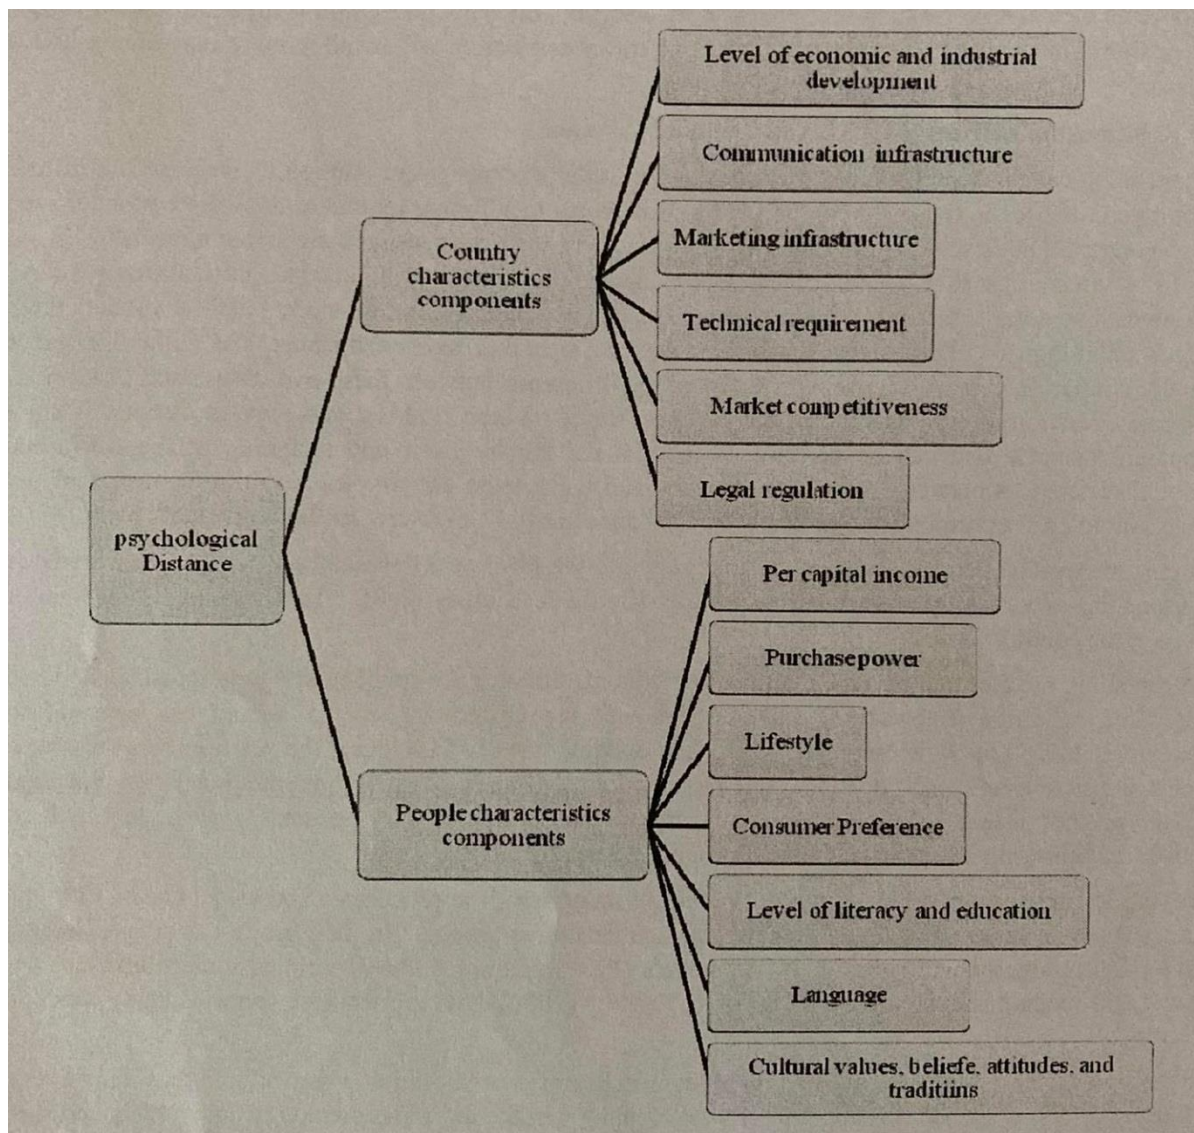 Level of economic and industrial
development
Communication infrastructure
Marketing infrastructure
Technical requirement
Market competitiveness
Legal regulation
Country
characteristics
components
psychological
Distance
Per capital income
Purchase power
Lifestyle
Consumer Preference
Level of literacy and education
Language
Cultural values, beliefe, attitudes, and
traditiins
People characteristics
components